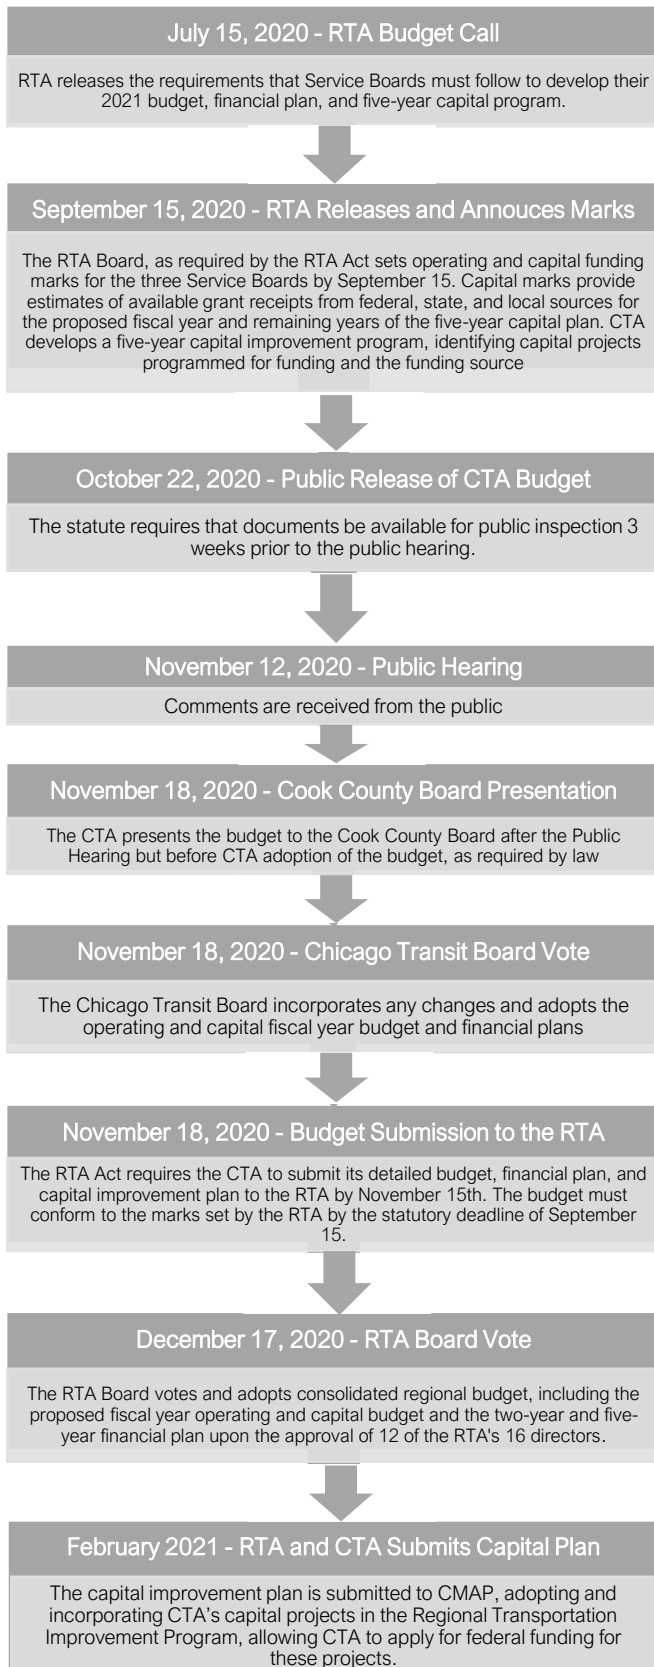 July 15, 2020 - RTA Budget Call
RTA releases the requirements that Service Boards must follow to develop their
2021 budget, financial plan, and five-year capital program.
September 15, 2020 - RTA Releases and Annouces Marks
The RTA Board, as required by the RTA Act sets operating and capital funding
marks for the three Service Boards by September 15. Capital marks provide
estimates of available grant receipts from federal, state, and local sources for
the proposed fiscal year and remaining years of the five-year capital plan. CTA
develops a five-year capital improvement program, identifying capital projects
programmed for funding and the funding source
October 22, 2020 - Public Release of CTA Budget
The statute requires that documents be available for public inspection 3
weeks prior to the public hearing.
November 12, 2020 - Public Hearing
Comments are received from the public
November 18, 2020 - Cook County Board Presentation
The CTA presents the budget to the Cook County Board after the Public
Hearing but before CTA adoption of the budget, as required by law
November 18, 2020 - Chicago Transit Board Vote
The Chicago Transit Board incorporates any changes and adopts the
operating and capital fiscal year budget and financial plans
November 18, 2020 - Budget Submission to the RTA
The RTA Act requires the CTA to submit its detailed budget, financial plan, and
capital improvement plan to the RTA by November 15th. The budget must
conform to the marks set by the RTA by the statutory deadline of September
15.
December 17, 2020 - RTA Board Vote
The RTA Board votes and adopts consolidated regional budget, including the
proposed fiscal year operating and capital budget and the two-year and five-
year financial plan upon the approval of 12 of the RTA's 16 directors.
February 2021 - RTA and CTA Submits Capital Plan
The capital improvement plan is submitted to CMAP, adopting and
incorporating CTA's capital projects in the Regional Transportation
Improvement Program, allowing CTA to apply for federal funding for
these projects.